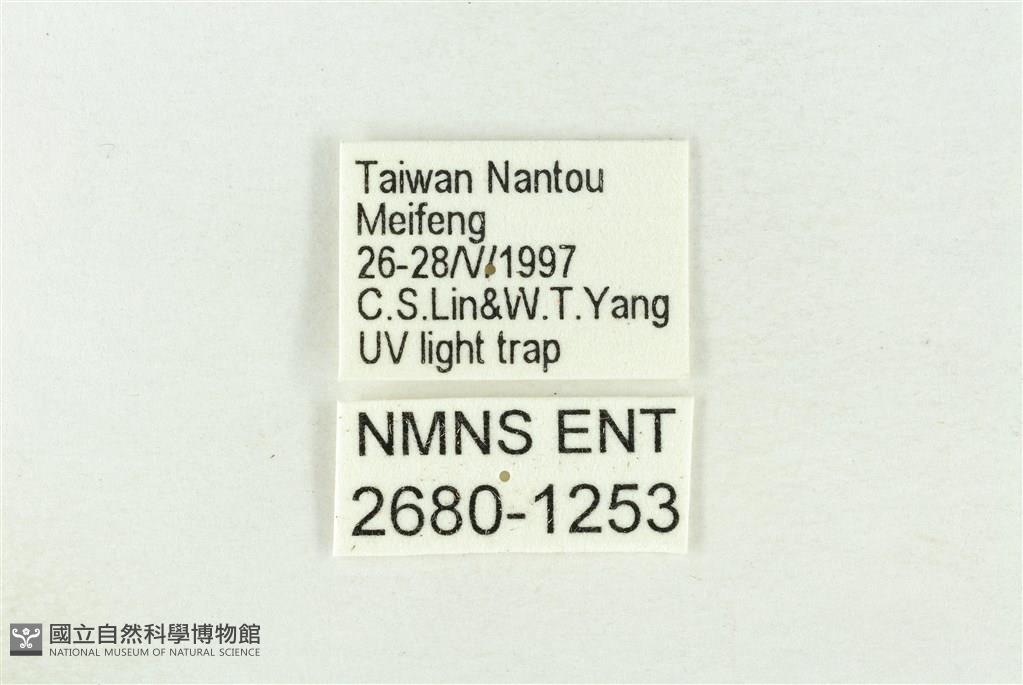 Taiwan Nantou
Meifeng
26-28/V/1997
C.S.Lin&W.T.Yang
UV light trap
NMNS ENT
2680-1253
國立自然科學博物館
NATIONAL MUSEUM OF NATURAL SCIENCE